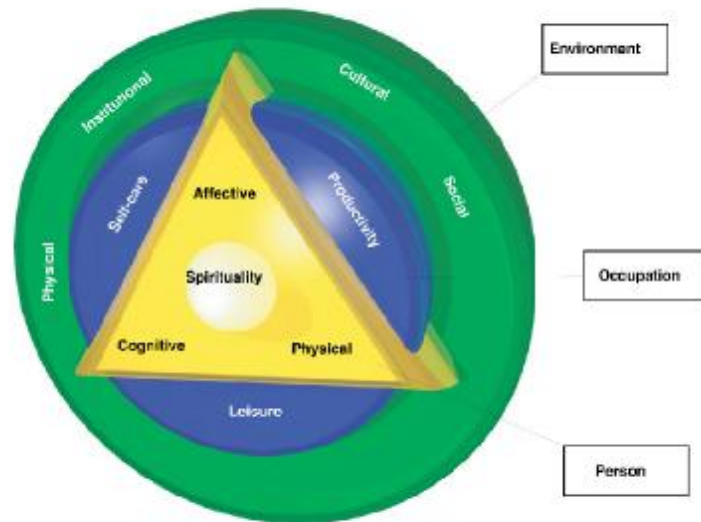 Environment
Institutional
Cultural
Self-care
Productivity
Social
Affective
Physical
Spirituality
Occupation
Cognitive
Physical
Leisure
Person